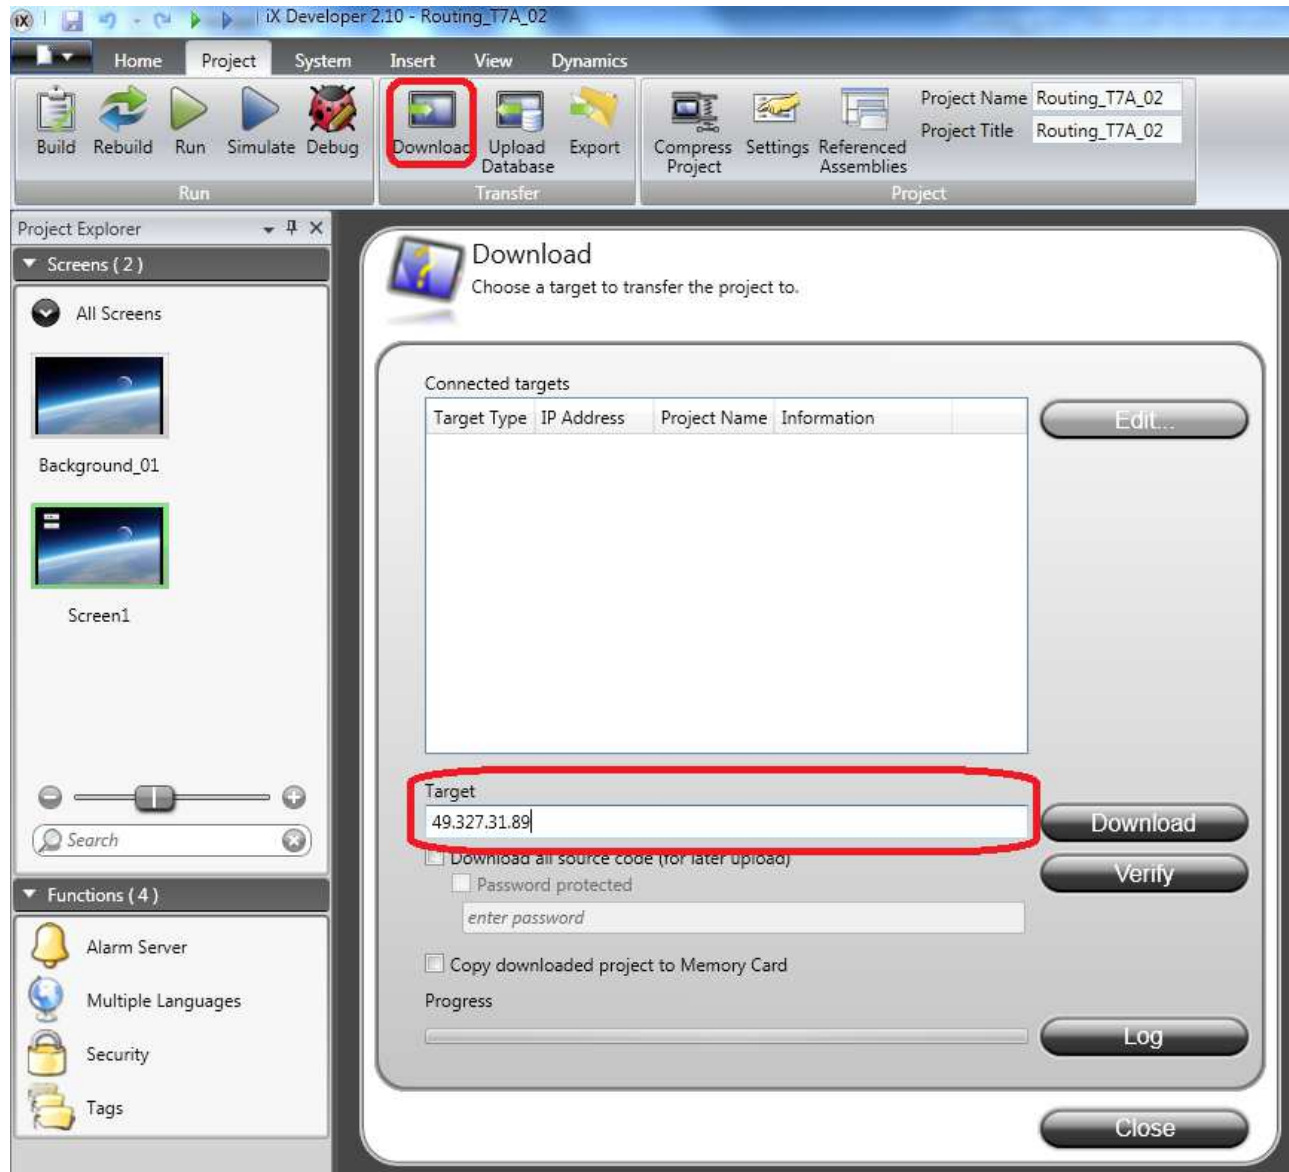 iX Developer 2.10 - Routing_T7A_02
Home Project System Insert View Dynamics
Build Rebuild Run Simulate Debug Download Upload Database Export Compress Project Settings Referenced Assemblies
Project Name Routing_T7A_02
Project Title Routing_T7A_02
Run Transfer Project
Project Explorer
Screens ( 2 )
All Screens
Background_01
Screen1
Search
Functions ( 4 )
Alarm Server
Multiple Languages
Security
Tags
Download
Choose a target to transfer the project to.
Connected targets
Target Type IP Address Project Name Information
Edit...
Target
49.327.31.89
Download
Download all source code (for later upload)
Verify
Password protected
enter password
Copy downloaded project to Memory Card
Progress
Log
Close